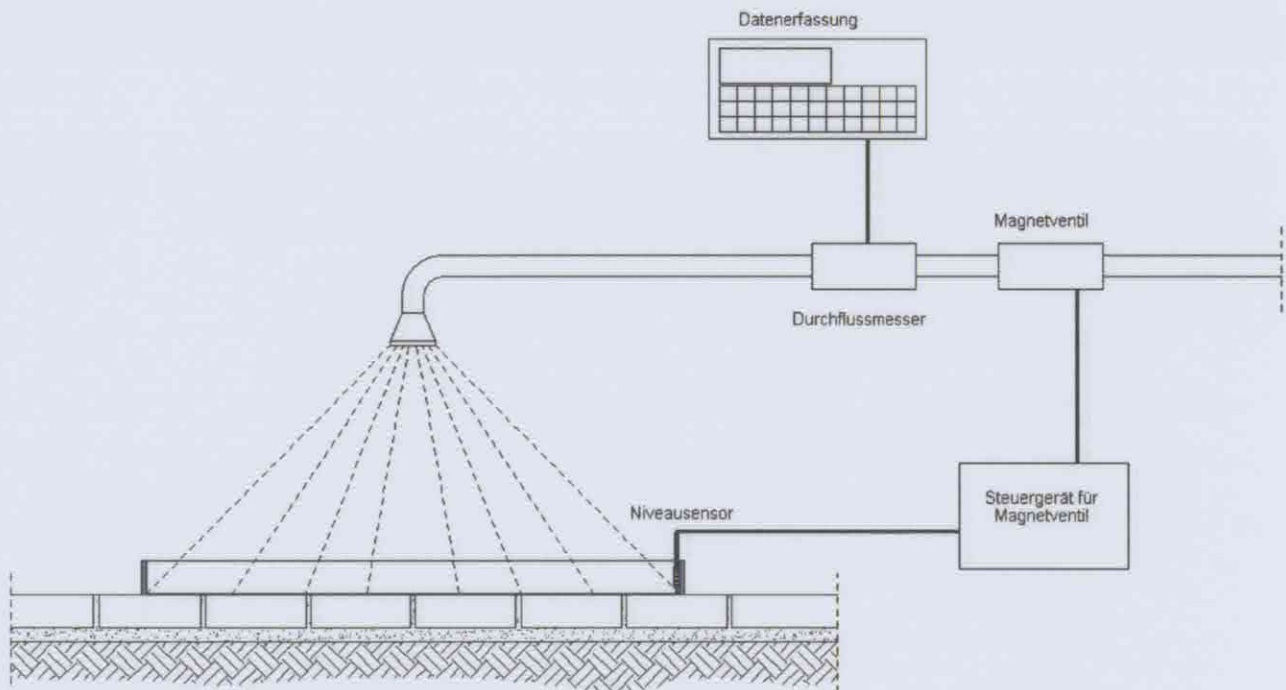 Datenerfassung
Magnetventil
Durchflussmesser
Niveausensor
Steuergerät für
Magnetventil